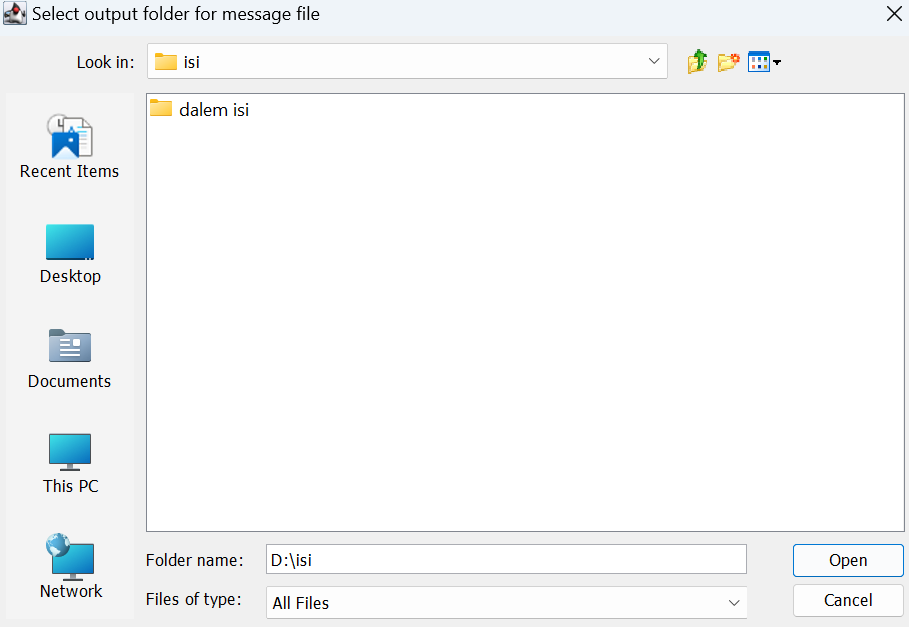 Select output folder for message file
Look in:
isi
dalem isi
Recent Items
Desktop
Documents
This PC
Network
Folder name:
D:\isi
Open
Files of type:
All Files
Cancel